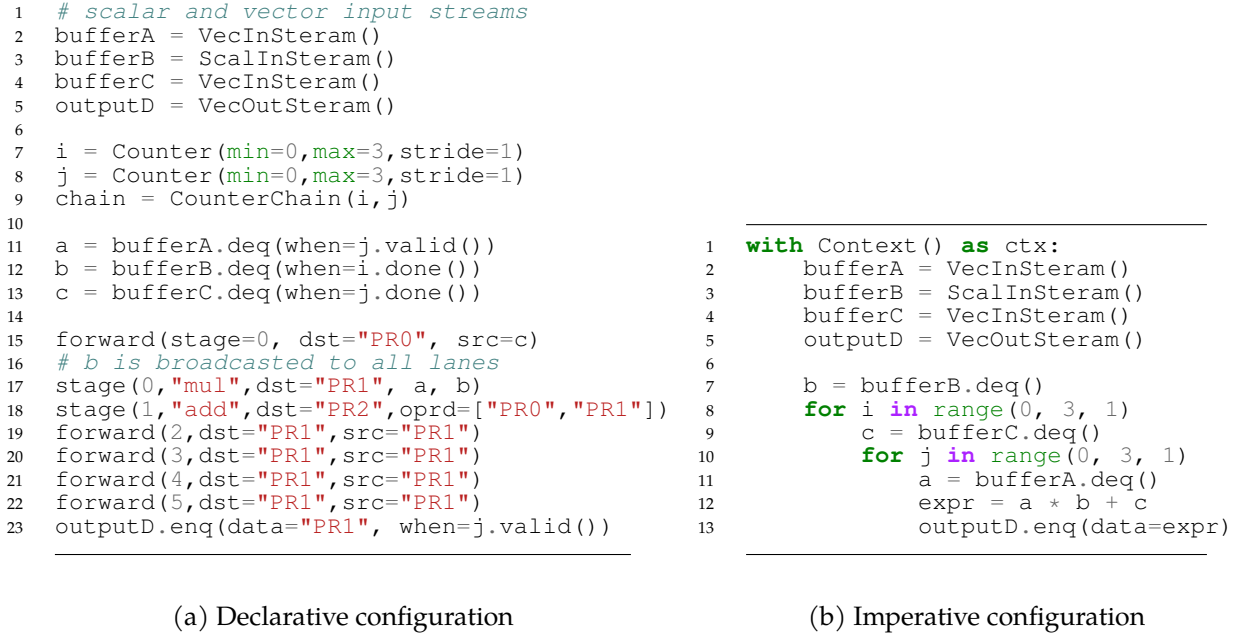 1 # scalar and vector input streams
2 bufferA = VecInSteram()
3 bufferB = ScalInSteram()
4 bufferC = VecInSteram()
5 outputD = VecOutSteram()
6
7 i = Counter(min=0,max=3,stride=1)
8 j = Counter(min=0,max=3,stride=1)
9 chain = CounterChain(i,j)
10
11 a = bufferA.deq(when=j.valid())
12 b = bufferB.deq(when=i.done())
13 c = bufferC.deq(when=j.done())
14
15 forward(stage=0, dst="PR0", src=c)
16 # b is broadcasted to all lanes
17 stage(0,"mul",dst="PR1", a, b)
18 stage(1,"add",dst="PR2",oprd=["PR0","PR1"])
19 forward(2,dst="PR1",src="PR1")
20 forward(3,dst="PR1",src="PR1")
21 forward(4,dst="PR1",src="PR1")
22 forward(5,dst="PR1",src="PR1")
23 outputD.enq(data="PR1", when=j.valid())
(a) Declarative configuration
1 with Context() as ctx:
2     bufferA = VecInSteram()
3     bufferB = ScalInSteram()
4     bufferC = VecInSteram()
5     outputD = VecOutSteram()
6
7     b = bufferB.deq()
8     for i in range(0, 3, 1)
9         c = bufferC.deq()
10         for j in range(0, 3, 1)
11             a = bufferA.deq()
12             expr = a * b + c
13             outputD.enq(data=expr)
(b) Imperative configuration